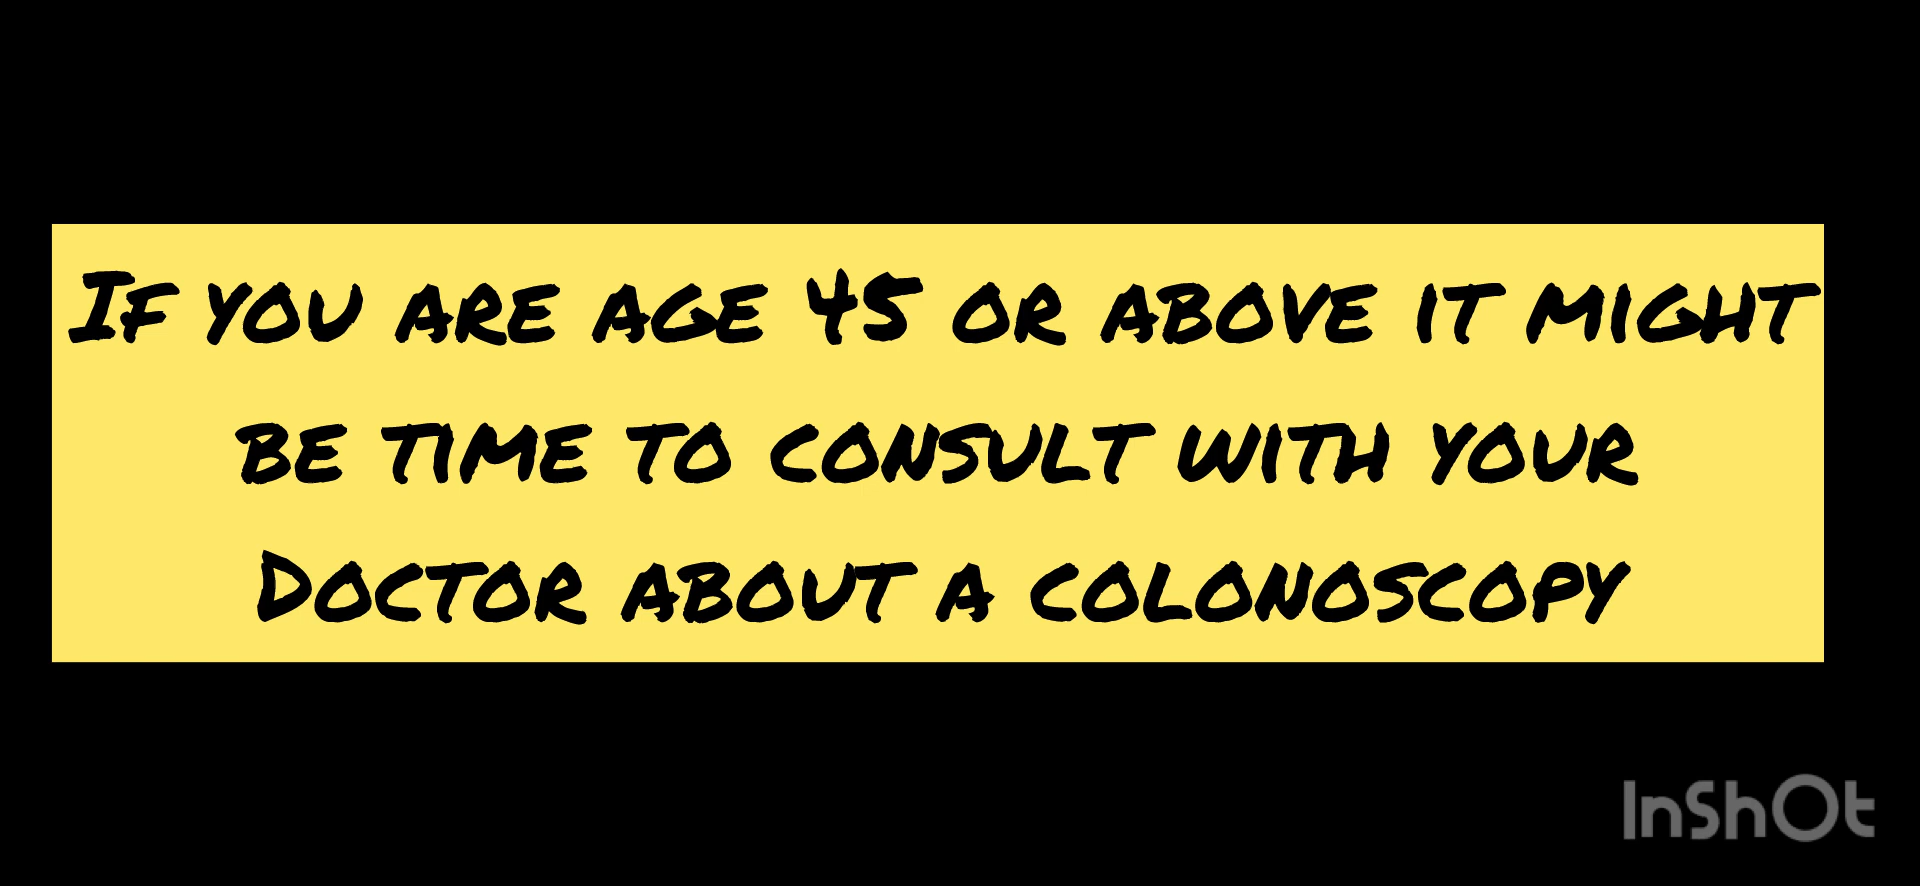 If you are age 45 or above it might
be time to consult with your
Doctor about a colonoscopy
InShOt